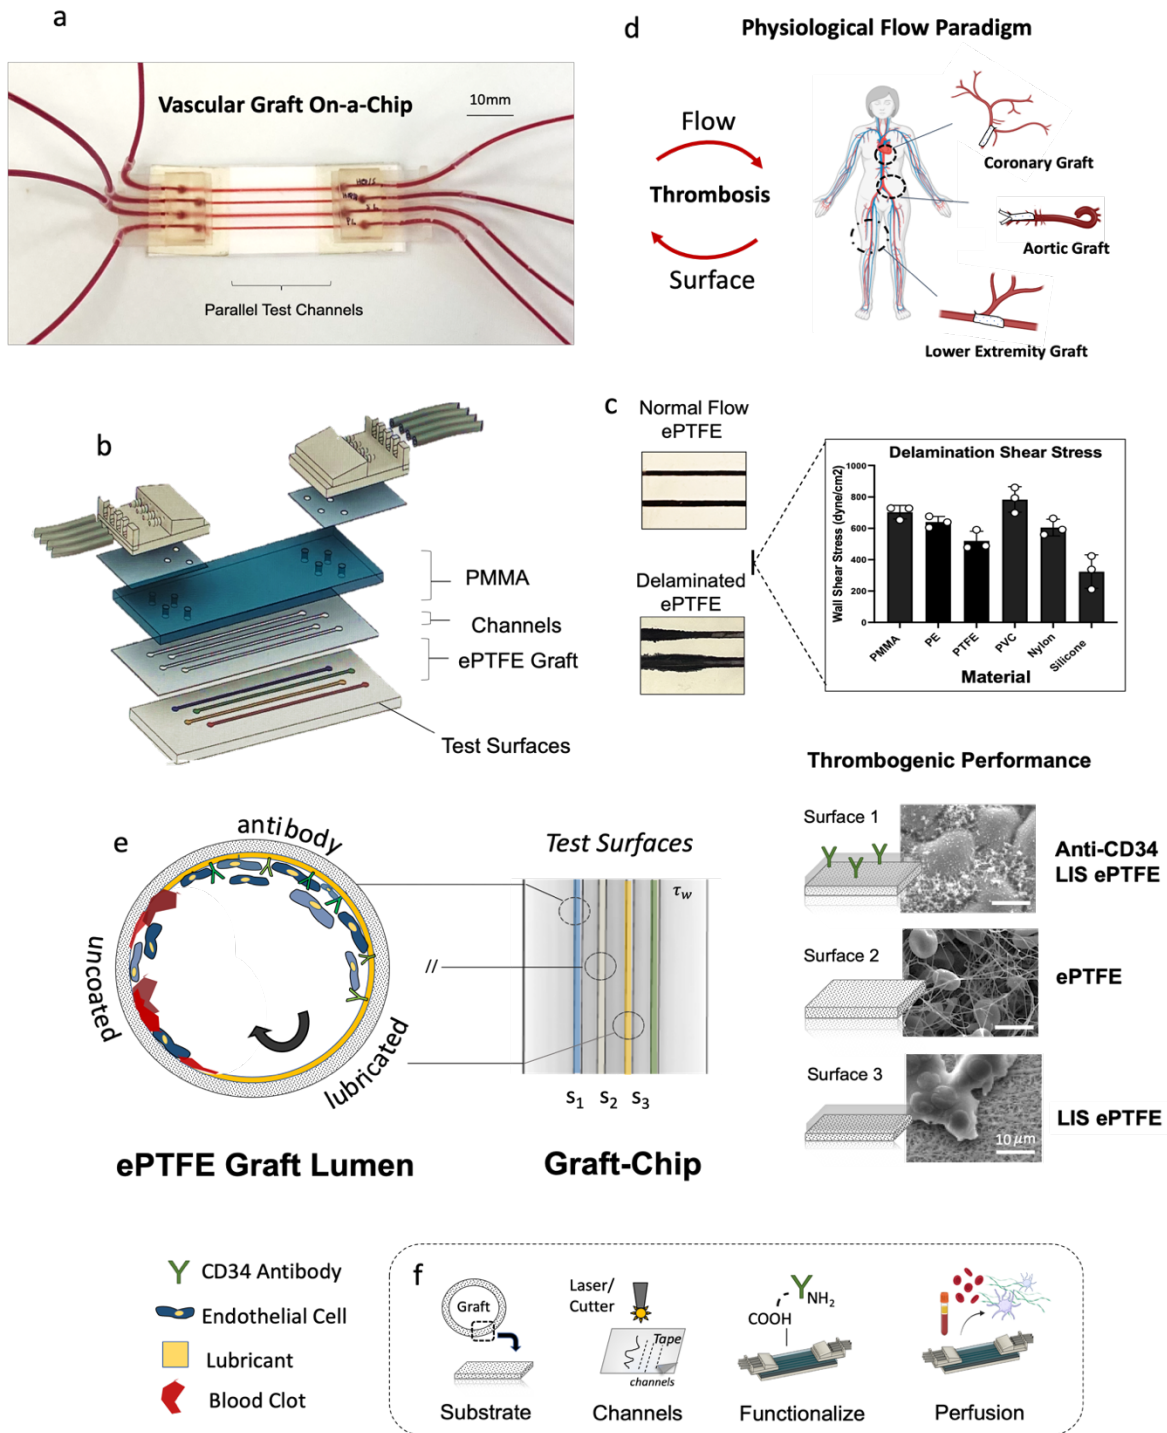 a
Vascular Graft On-a-Chip
10mm
Parallel Test Channels
d
Physiological Flow Paradigm
Flow
Thrombosis
Surface
Coronary Graft
Aortic Graft
Lower Extremity Graft
b
PMMA
Channels
ePTFE Graft
Test Surfaces
c
Normal Flow
ePTFE
Delaminated
ePTFE
Delamination Shear Stress
Wall Shear Stress (dyne/cm2)
1000
800
600
400
200
0
PMMA
PE
PTFE
PVC
Nylon
Silicone
Material
e
antibody
uncoated
lubricated
ePTFE Graft Lumen
Test Surfaces
τw
//
S1 S2 S3
Graft-Chip
Thrombogenic Performance
Surface 1
Anti-CD34
LIS ePTFE
Surface 2
ePTFE
Surface 3
10 μm
LIS ePTFE
CD34 Antibody
Endothelial Cell
Lubricant
Blood Clot
f
Graft
Substrate
Laser/
Cutter
Tape
channels
Channels
NH2
COOH
Functionalize
Perfusion